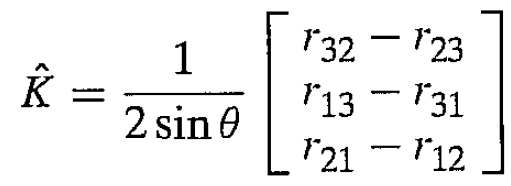 K̂ = 1 / (2 sin θ) [ r₃₂ − r₂₃
r₁₃ − r₃₁
r₂₁ − r₁₂ ]